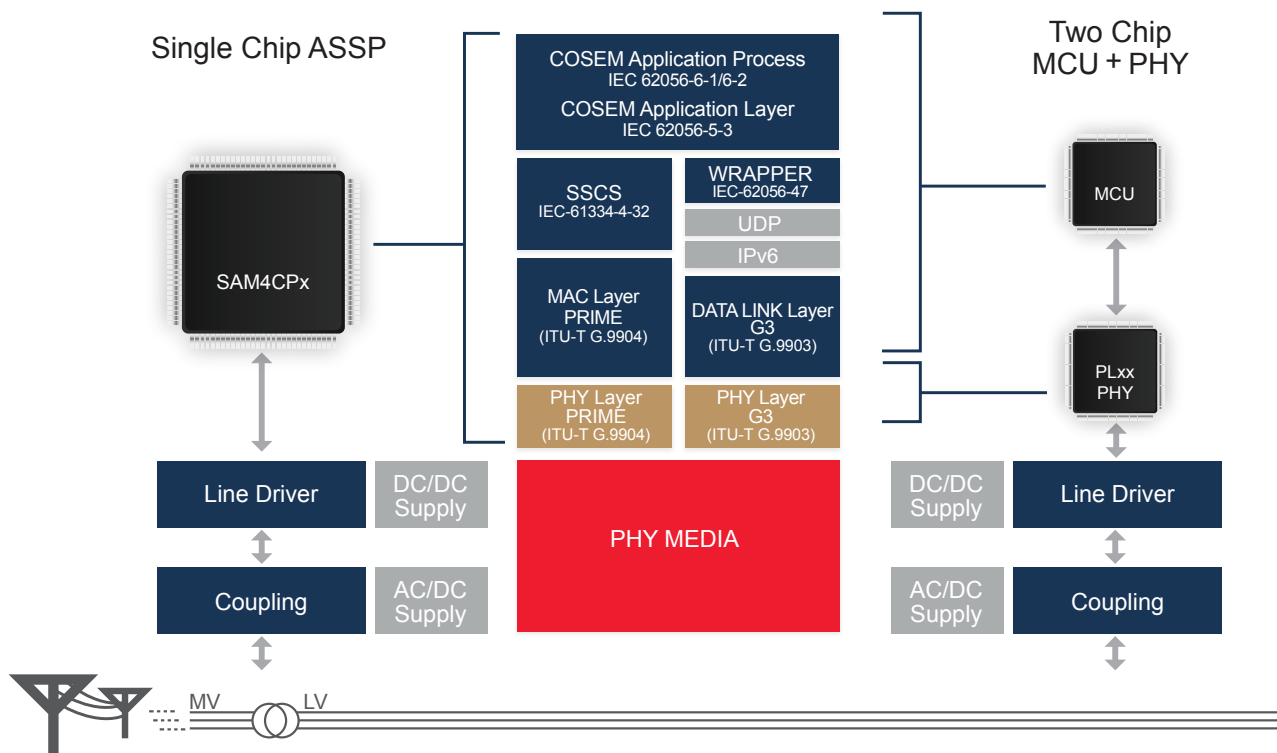 Single Chip ASSP
SAM4CPx
Line Driver
DC/DC
Supply
Coupling
AC/DC
Supply
COSEM Application Process
IEC 62056-6-1/6-2
COSEM Application Layer
IEC 62056-5-3
SSCS
IEC-61334-4-32
WRAPPER
IEC-62056-47
UDP
IPv6
MAC Layer
PRIME
(ITU-T G.9904)
DATA LINK Layer
G3
(ITU-T G.9903)
PHY Layer
PRIME
(ITU-T G.9904)
PHY Layer
G3
(ITU-T G.9903)
PHY MEDIA
Two Chip
MCU + PHY
MCU
PLxx
PHY
DC/DC
Supply
Line Driver
AC/DC
Supply
Coupling
MV
LV